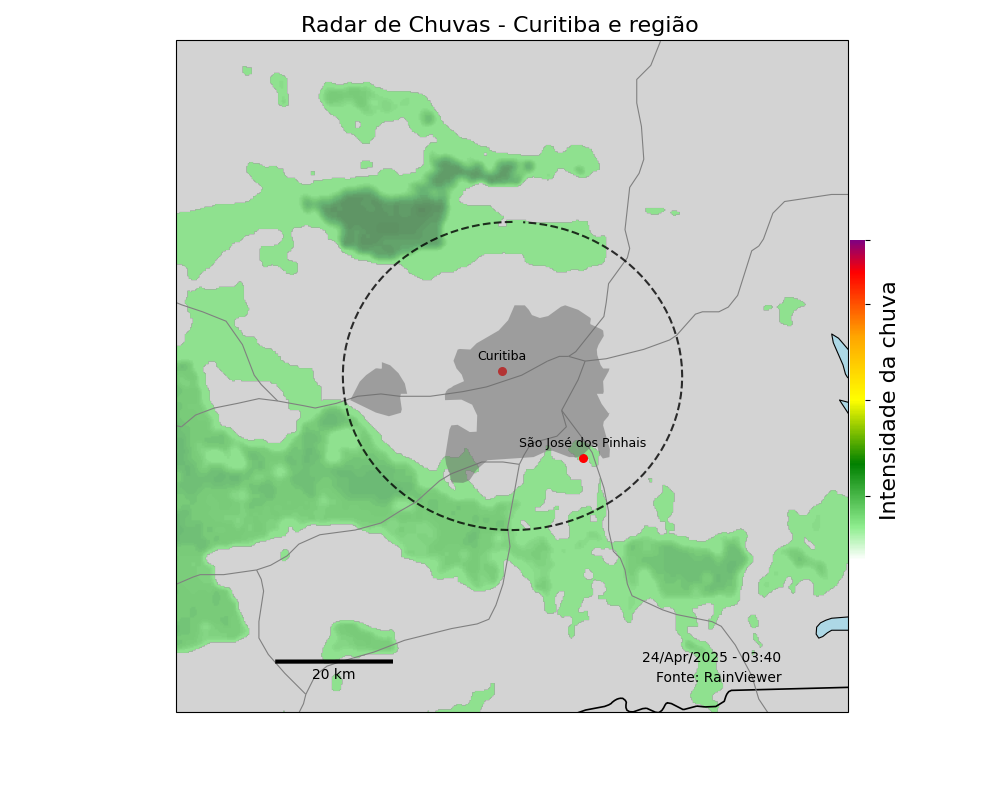 Radar de Chuvas - Curitiba e região
Curitiba
São José dos Pinhais
Intensidade da chuva
20 km
24/Apr/2025 - 03:40
Fonte: RainViewer